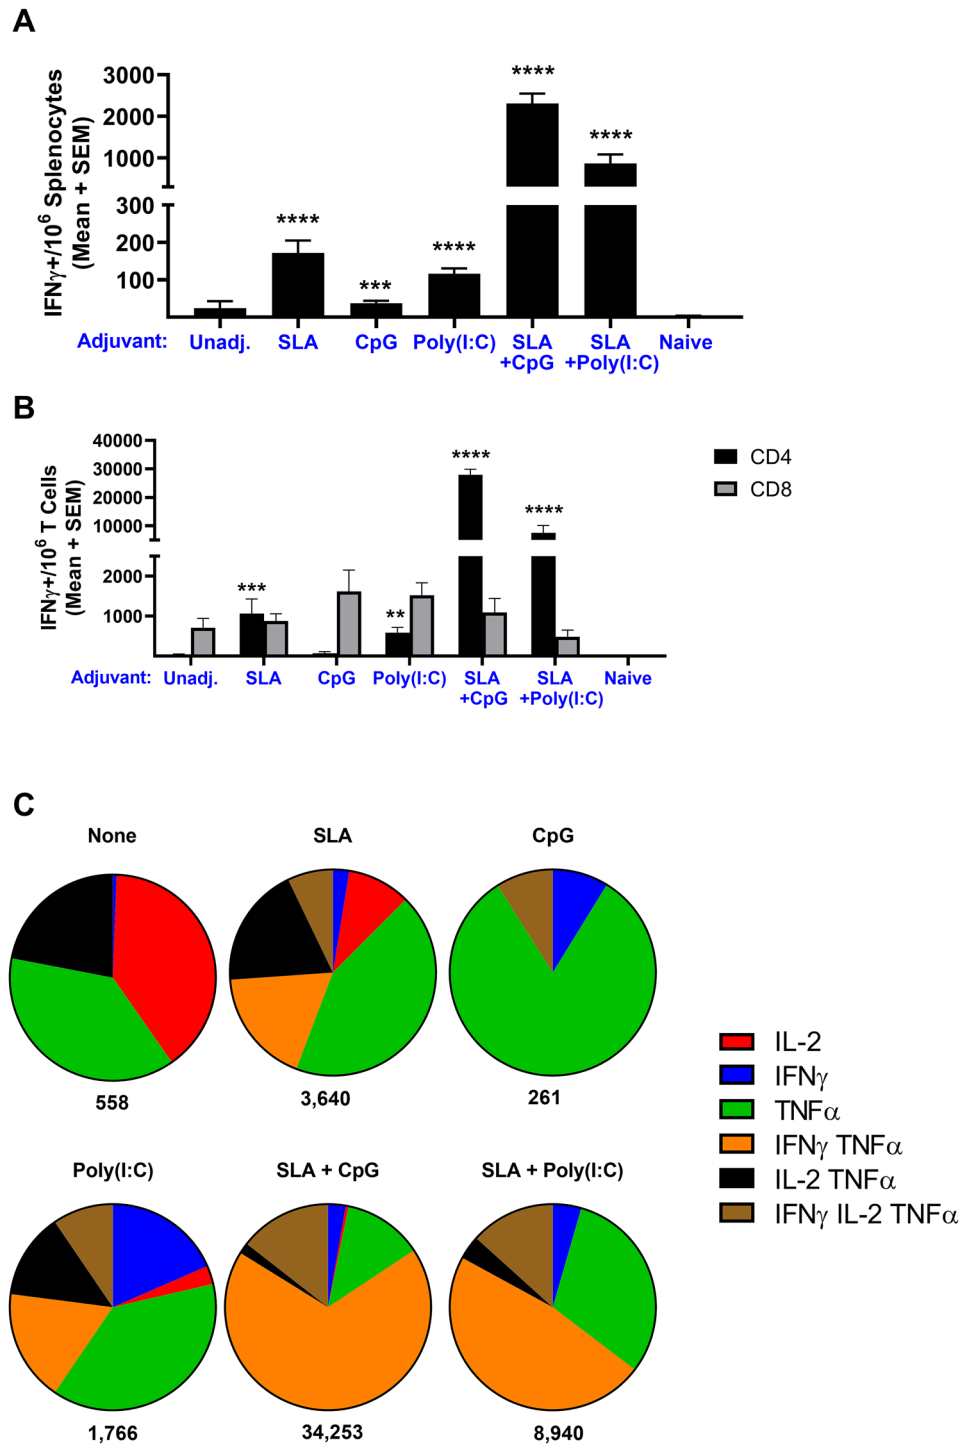 A
IFNγ+/10⁶ Splenocytes
(Mean + SEM)
3000
2000
1000
300
200
100
****
****
***
****
****
****
Adjuvant: Unadj. SLA CpG Poly(I:C) SLA +CpG SLA +Poly(I:C) Naive
B
IFNγ+/10⁶ T Cells
(Mean + SEM)
40000
30000
20000
10000
2000
1000
***
**
****
****
CD4
CD8
Adjuvant: Unadj. SLA CpG Poly(I:C) SLA +CpG SLA +Poly(I:C) Naive
C
None SLA CpG
558 3,640 261
Poly(I:C) SLA + CpG SLA + Poly(I:C)
1,766 34,253 8,940
IL-2
IFNγ
TNFα
IFNγ TNFα
IL-2 TNFα
IFNγ IL-2 TNFα